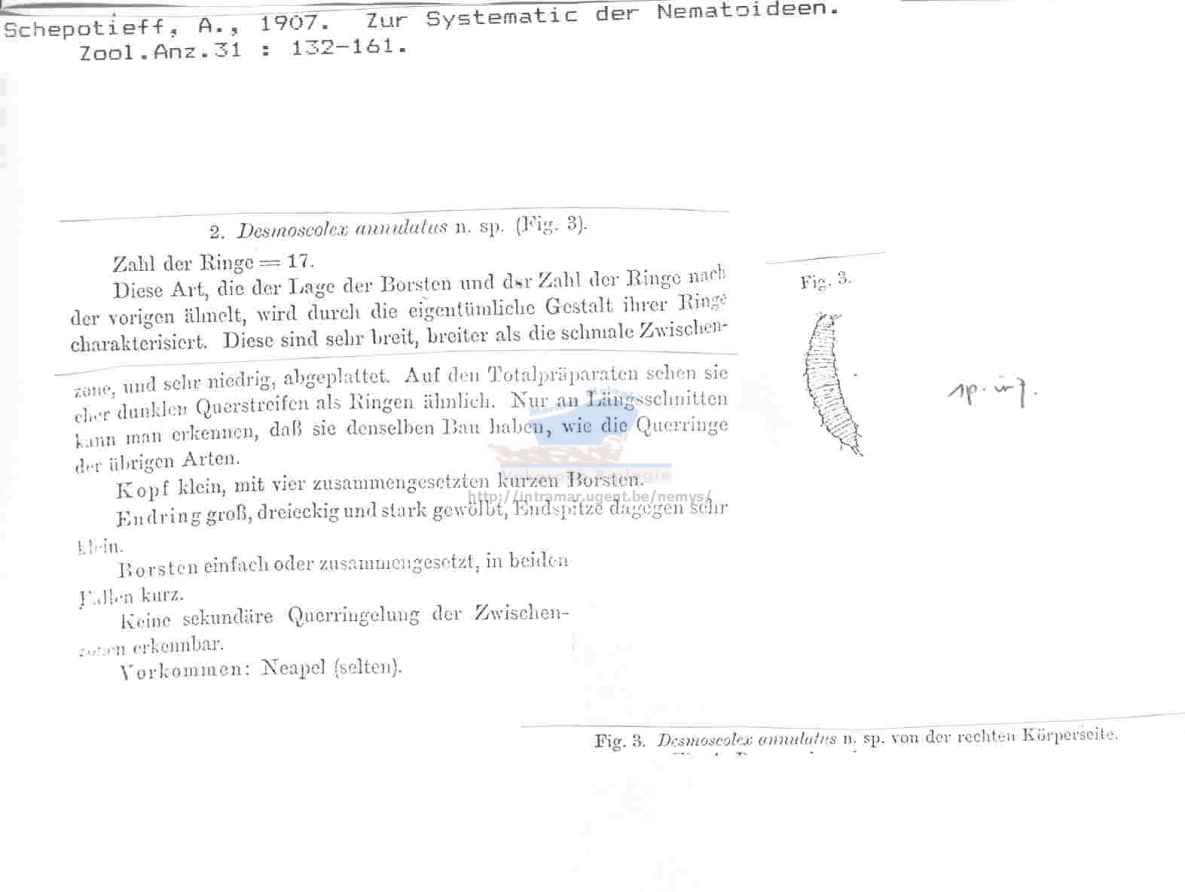 Schepotieff, A., 1907. Zur Systematic der Nematoideen.
Zool.Anz.31 : 132-161.
2. Desmoscolex annulatus n. sp. (Fig. 3).
Zahl der Ringe = 17.
Diese Art, die der Lage der Borsten und der Zahl der Ringe nach
der vorigen ähnelt, wird durch die eigentümliche Gestalt ihrer Ringe
charakterisiert. Diese sind sehr breit, breiter als die schmale Zwischen-
zone, und sehr niedrig, abgeplattet. Auf den Totalpräparaten sehen sie
eher dunklen Querstreifen als Ringen ähnlich. Nur an Längsschnitten
kann man erkennen, daß sie denselben Bau haben, wie die Querringe
der übrigen Arten.
Kopf klein, mit vier zusammengesetzten kurzen Borsten.
http://intramar.ugent.be/nemys/
Endring groß, dreieckig und stark gewölbt, Endspitze dagegen sehr
klein.
Borsten einfach oder zusammengesetzt, in beiden
Fällen kurz.
Keine sekundäre Querringelung der Zwischen-
zonen erkennbar.
Vorkommen: Neapel (selten).
Fig. 3.
sp. inq.
Fig. 3. Desmoscolex annulatus n. sp. von der rechten Körperseite.